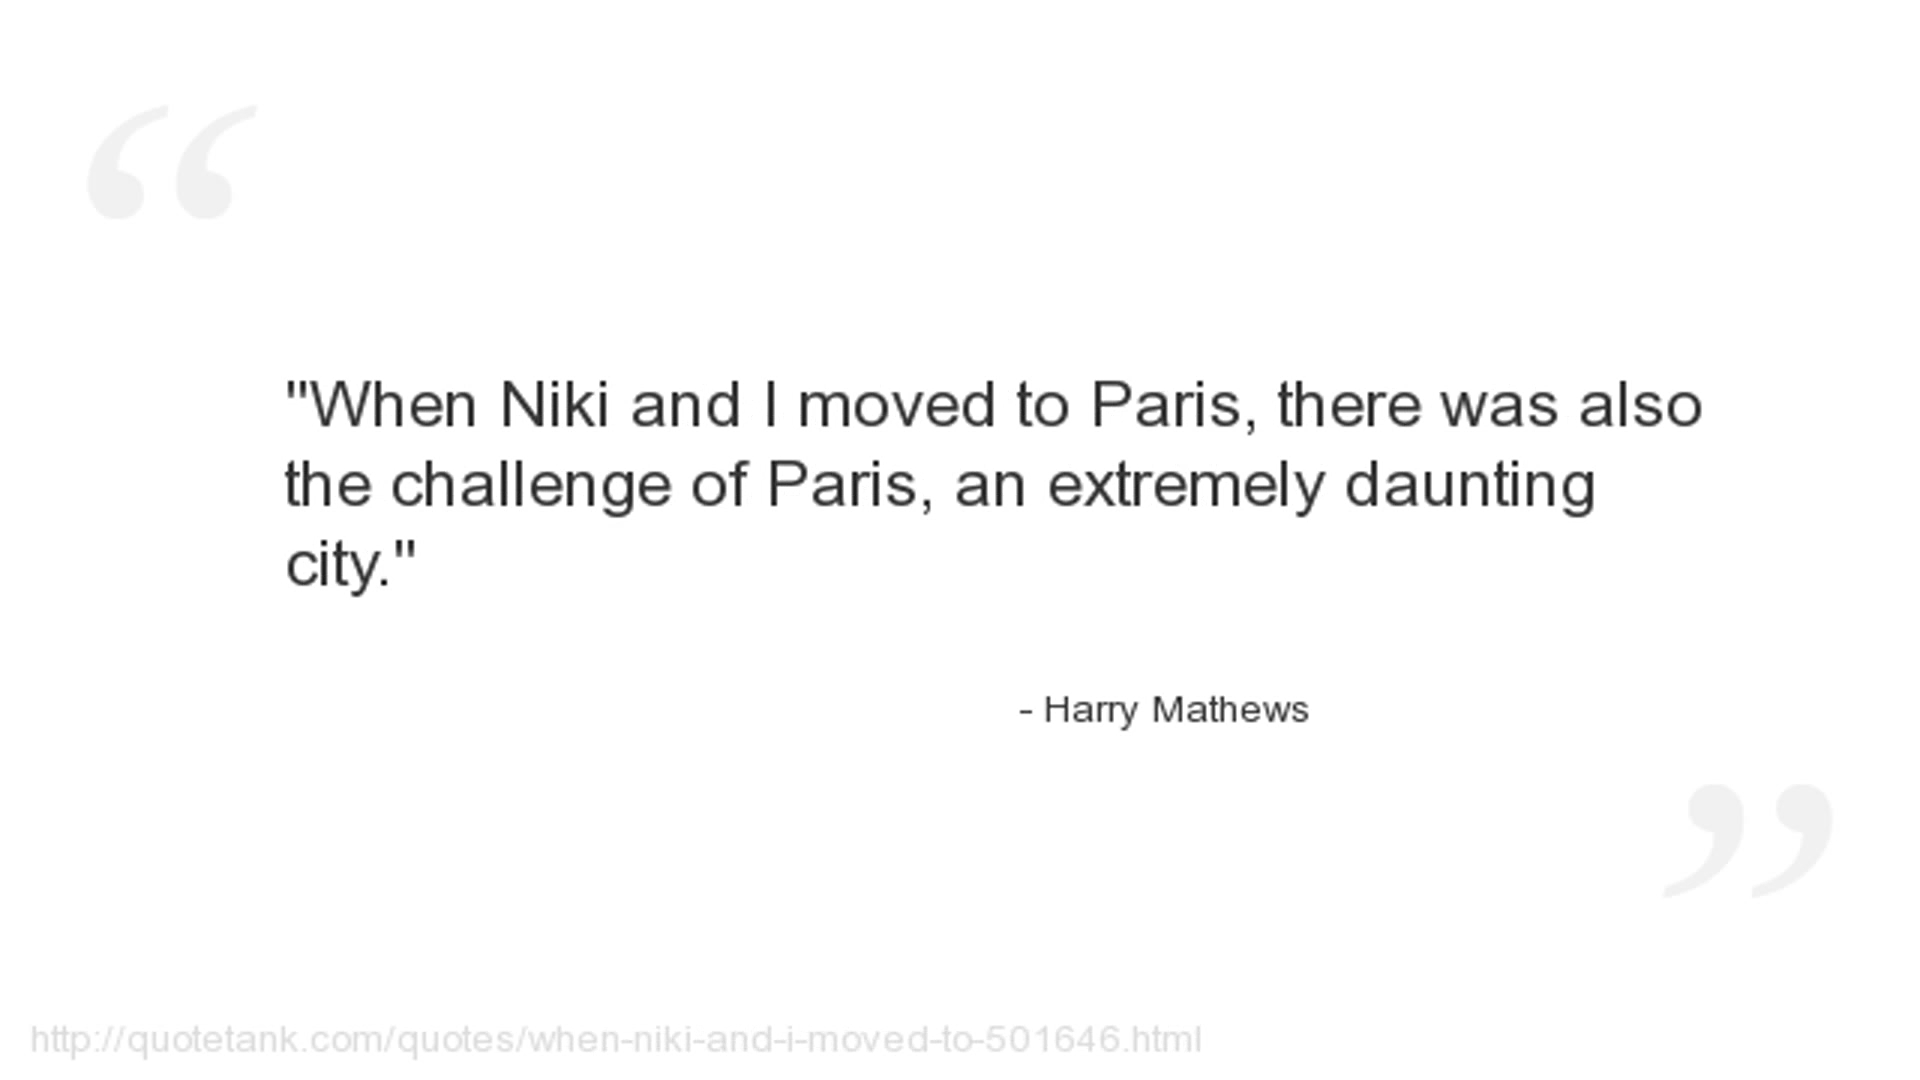 "When Niki and I moved to Paris, there was also
the challenge of Paris, an extremely daunting
city."
- Harry Mathews
http://quotetank.com/quotes/when-niki-and-i-moved-to-501646.html